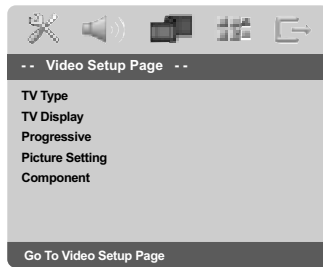 - -  Video Setup Page  - -
TV Type
TV Display
Progressive
Picture Setting
Component
Go To Video Setup Page